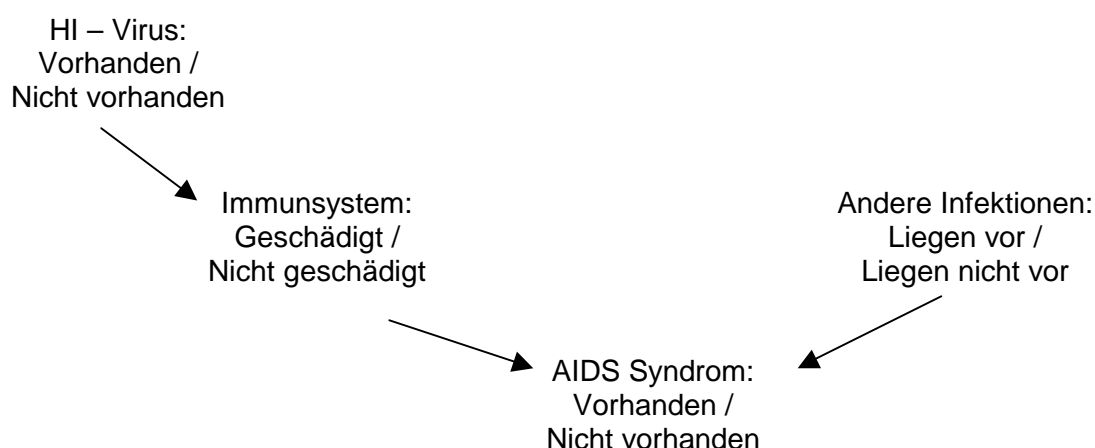 HI – Virus:
Vorhanden /
Nicht vorhanden
Immunsystem:
Geschädigt /
Nicht geschädigt
Andere Infektionen:
Liegen vor /
Liegen nicht vor
AIDS Syndrom:
Vorhanden /
Nicht vorhanden